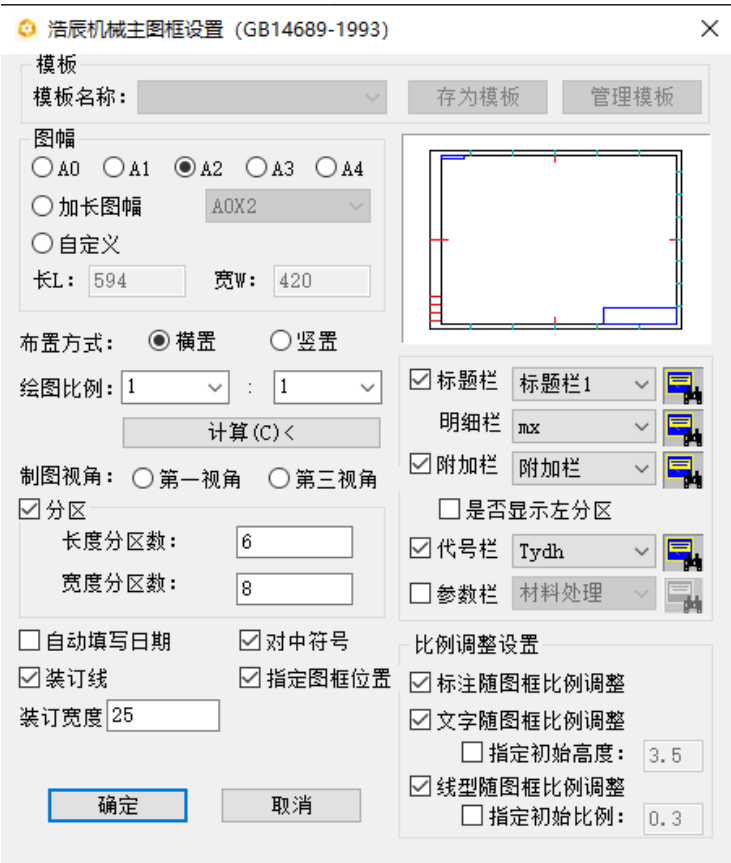 浩辰机械主图框设置（GB14689-1993）
模板
模板名称： 存为模板 管理模板
图幅
A0 A1 A2 A3 A4
加长图幅 A0X2
自定义
长L： 594 宽W： 420
布置方式： 横置 竖置
绘图比例： 1 : 1
计算(C)<
制图视角： 第一视角 第三视角
分区
长度分区数： 6
宽度分区数： 8
自动填写日期 对中符号
装订线 指定图框位置
装订宽度 25
确定 取消
标题栏 标题栏1
明细栏 mx
附加栏 附加栏
是否显示左分区
代号栏 Tydh
参数栏 材料处理
比例调整设置
标注随图框比例调整
文字随图框比例调整
指定初始高度： 3.5
线型随图框比例调整
指定初始比例： 0.3